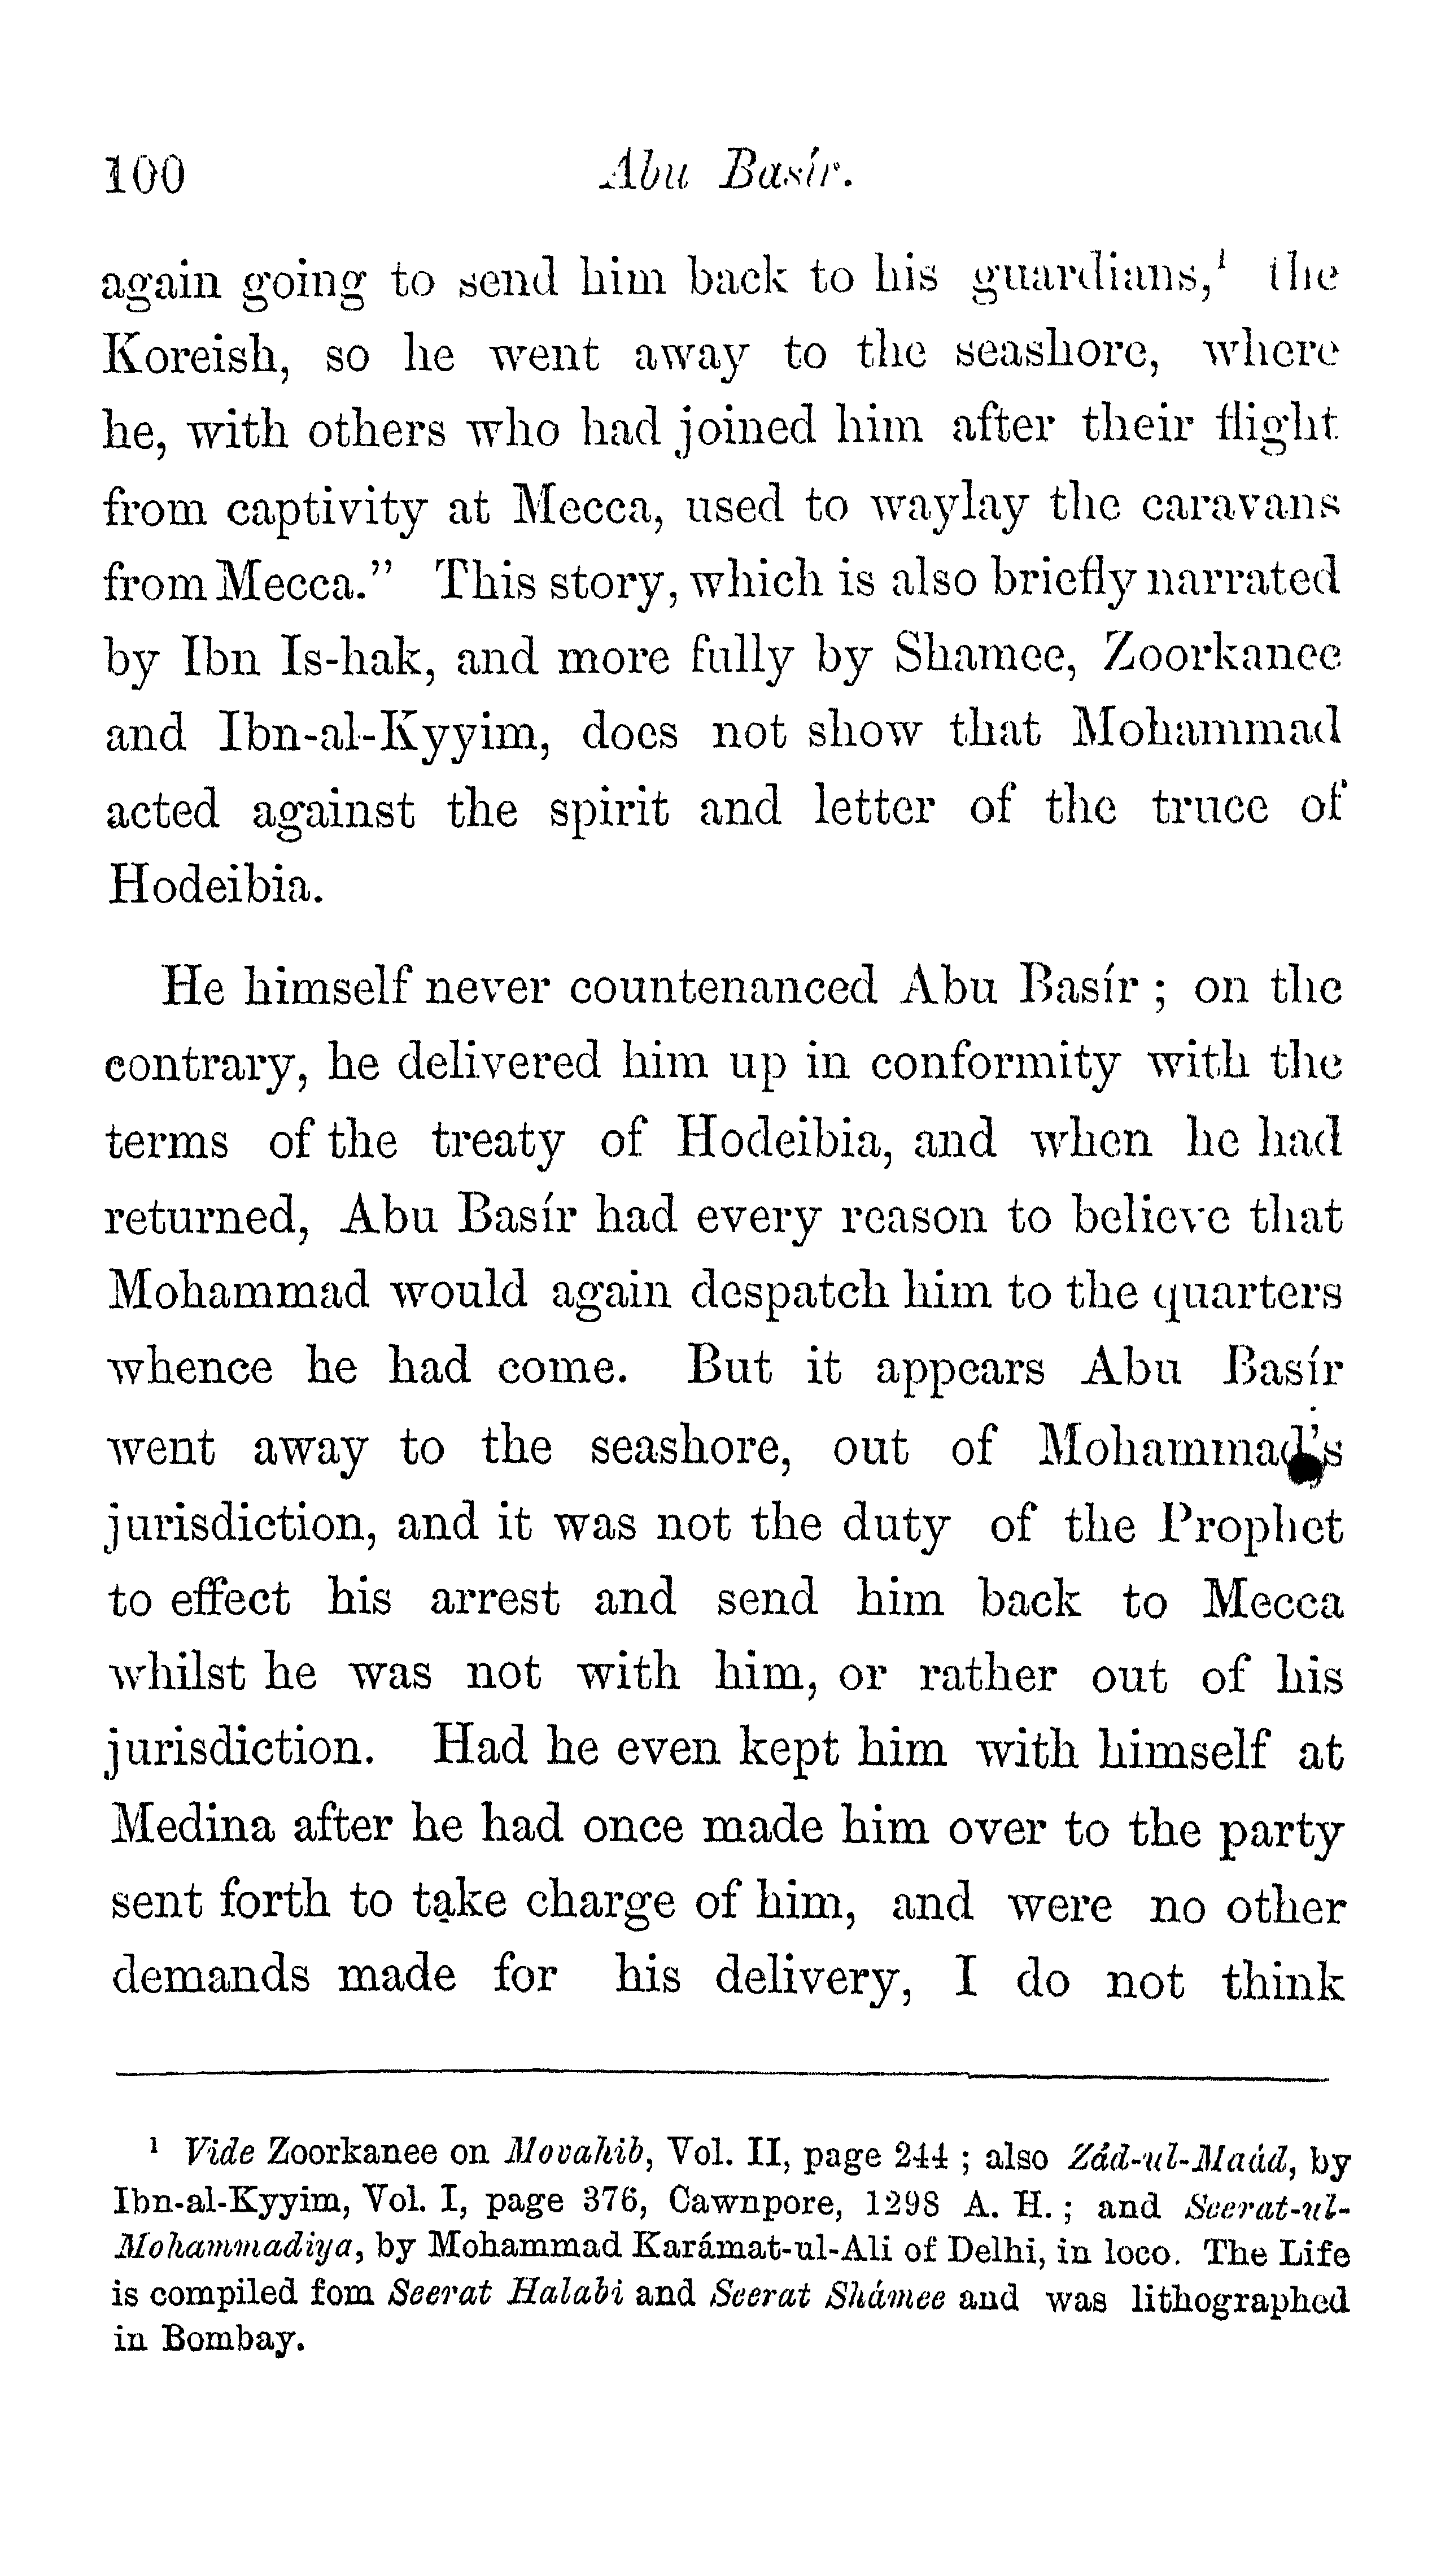 100 Abu Basír.
again going to send him back to his guardians,¹ the
Koreish, so he went away to the seashore, where
he, with others who had joined him after their flight
from captivity at Mecca, used to waylay the caravans
from Mecca.” This story, which is also briefly narrated
by Ibn Is-hak, and more fully by Shamee, Zoorkanee
and Ibn-al-Kyyim, does not show that Mohammad
acted against the spirit and letter of the truce of
Hodeibia.
He himself never countenanced Abu Basír ; on the
contrary, he delivered him up in conformity with the
terms of the treaty of Hodeibia, and when he had
returned, Abu Basír had every reason to believe that
Mohammad would again despatch him to the quarters
whence he had come. But it appears Abu Basír
went away to the seashore, out of Mohammad's
jurisdiction, and it was not the duty of the Prophet
to effect his arrest and send him back to Mecca
whilst he was not with him, or rather out of his
jurisdiction. Had he even kept him with himself at
Medina after he had once made him over to the party
sent forth to take charge of him, and were no other
demands made for his delivery, I do not think
¹ Vide Zoorkanee on Movahib, Vol. II, page 244 ; also Zád-ul-Maád, by
Ibn-al-Kyyim, Vol. I, page 376, Cawnpore, 1298 A. H. ; and Seerat-ul-
Mohammadiya, by Mohammad Karámat-ul-Ali of Delhi, in loco. The Life
is compiled fom Seerat Halabi and Seerat Shámee and was lithographed
in Bombay.